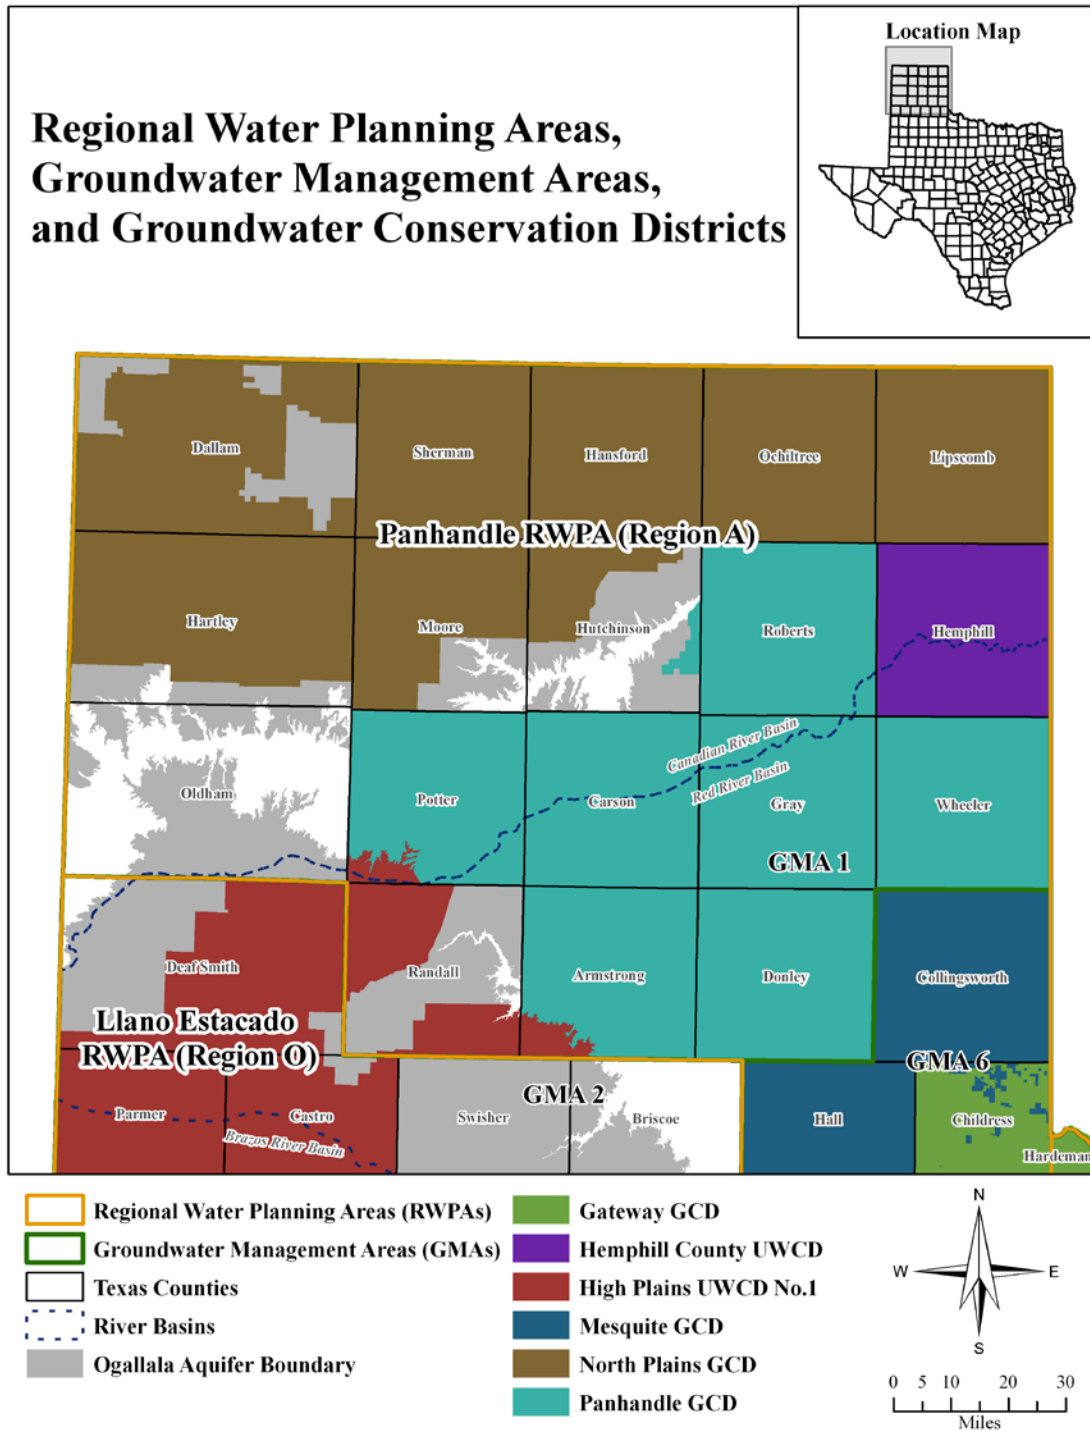 Location Map
Regional Water Planning Areas,
Groundwater Management Areas,
and Groundwater Conservation Districts
Dallam
Sherman
Hansford
Ochiltree
Lipscomb
Panhandle RWPA (Region A)
Hartley
Moore
Hutchinson
Roberts
Hemphill
Canadian River Basin
Red River Basin
Oldham
Potter
Carson
Gray
Wheeler
GMA 1
Deaf Smith
Randall
Armstrong
Donley
Collingsworth
Llano Estacado
RWPA (Region O)
GMA 6
GMA 2
Parmer
Castro
Swisher
Briscoe
Hall
Childress
Brazos River Basin
Hardeman
Regional Water Planning Areas (RWPAs)
Groundwater Management Areas (GMAs)
Texas Counties
River Basins
Ogallala Aquifer Boundary
Gateway GCD
Hemphill County UWCD
High Plains UWCD No.1
Mesquite GCD
North Plains GCD
Panhandle GCD
N
W E
S
0 5 10 20 30
Miles